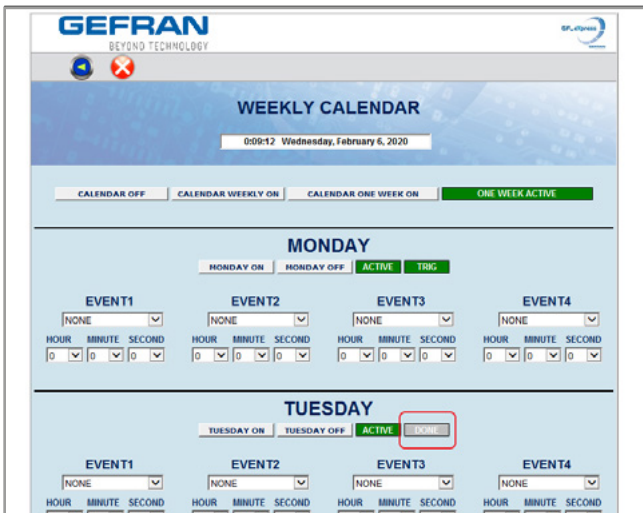 GEFRAN
BEYOND TECHNOLOGY
WEEKLY CALENDAR
0:09:12 Wednesday, February 6, 2020
CALENDAR OFF CALENDAR WEEKLY ON CALENDAR ONE WEEK ON ONE WEEK ACTIVE
MONDAY
MONDAY ON MONDAY OFF ACTIVE TRIG
EVENT1 EVENT2 EVENT3 EVENT4
NONE NONE NONE NONE
HOUR MINUTE SECOND HOUR MINUTE SECOND HOUR MINUTE SECOND HOUR MINUTE SECOND
0 0 0 0 0 0 0 0 0 0 0 0
TUESDAY
TUESDAY ON TUESDAY OFF ACTIVE DONE
EVENT1 EVENT2 EVENT3 EVENT4
NONE NONE NONE NONE
HOUR MINUTE SECOND HOUR MINUTE SECOND HOUR MINUTE SECOND HOUR MINUTE SECOND